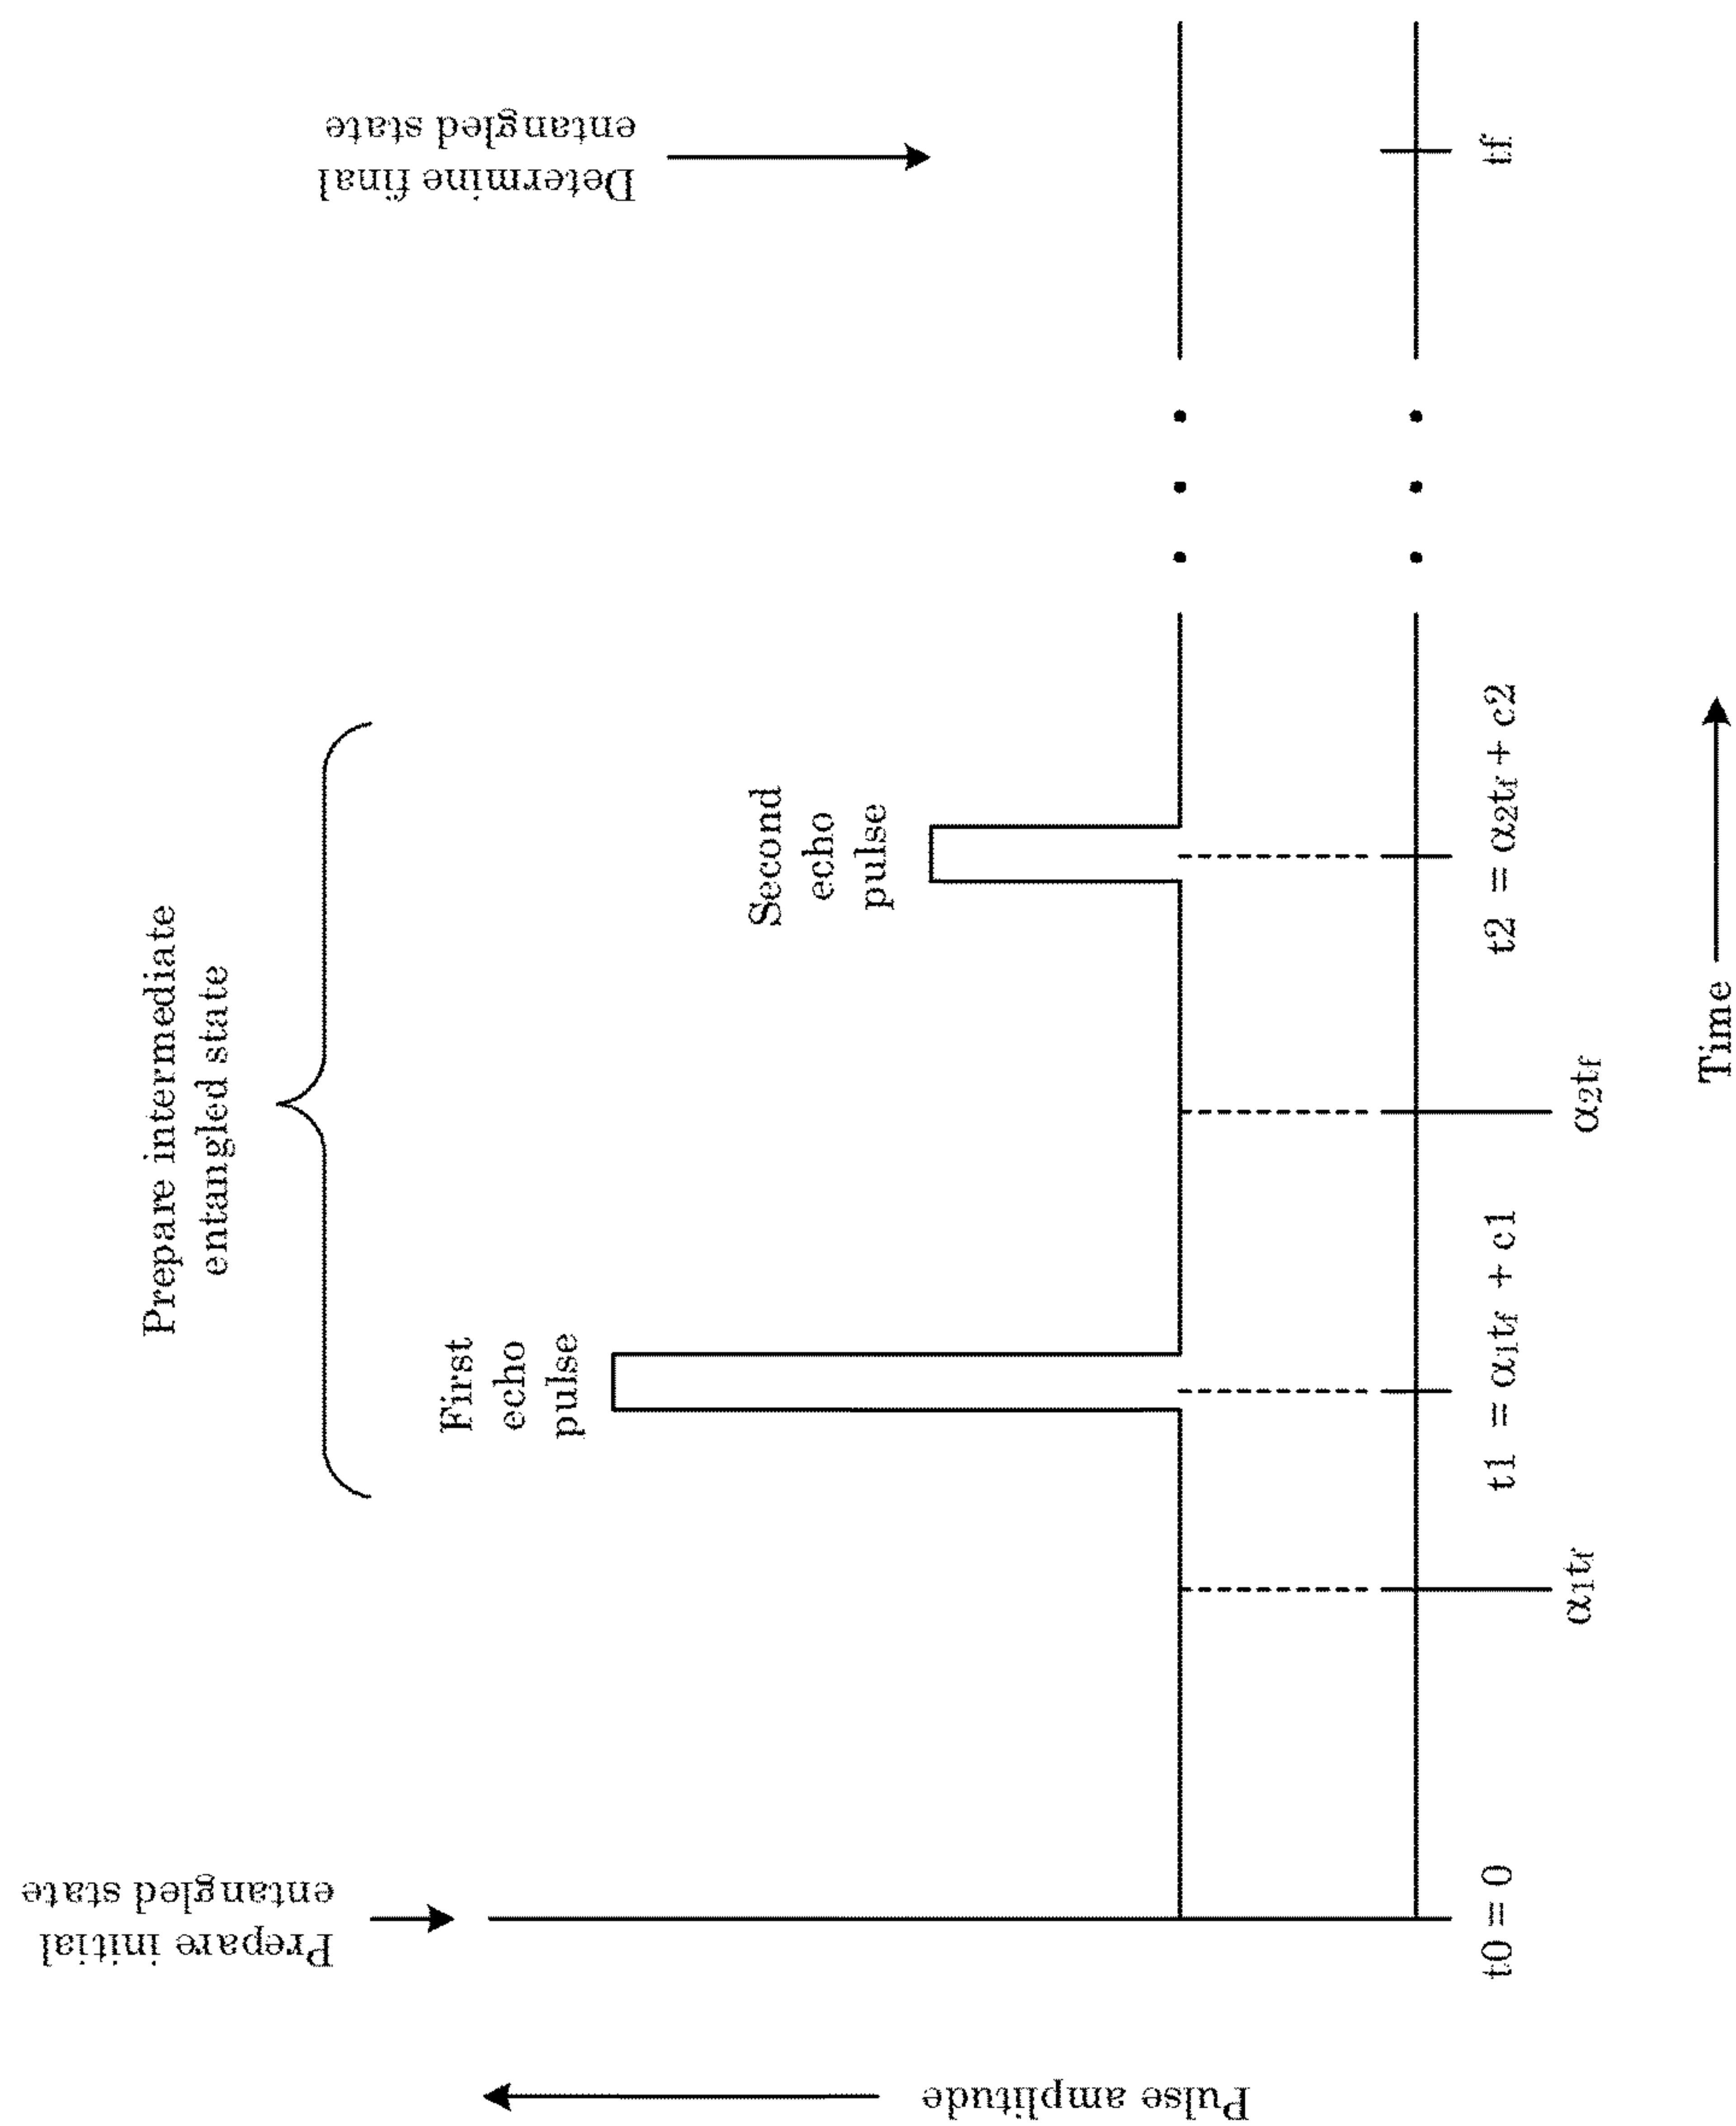 Prepare initial
entangled state
Prepare intermediate
entangled state
Determine final
entangled state
First
echo
pulse
Second
echo
pulse
Pulse amplitude
t0 = 0
t1 = α₁tf + c1
t2 = α₂tf + c2
tf
α₁tf
α₂tf
Time